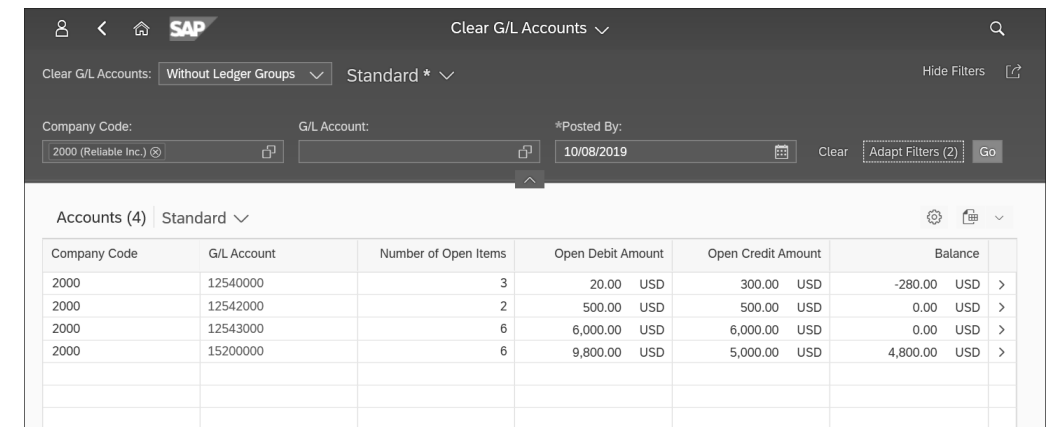 SAP Clear G/L Accounts
Clear G/L Accounts: Without Ledger Groups Standard * Hide Filters
Company Code: G/L Account: *Posted By:
2000 (Reliable Inc.) 10/08/2019 Clear Adapt Filters (2) Go
Accounts (4) Standard
Company Code G/L Account Number of Open Items Open Debit Amount Open Credit Amount Balance
2000 12540000 3 20.00 USD 300.00 USD -280.00 USD
2000 12542000 2 500.00 USD 500.00 USD 0.00 USD
2000 12543000 6 6,000.00 USD 6,000.00 USD 0.00 USD
2000 15200000 6 9,800.00 USD 5,000.00 USD 4,800.00 USD